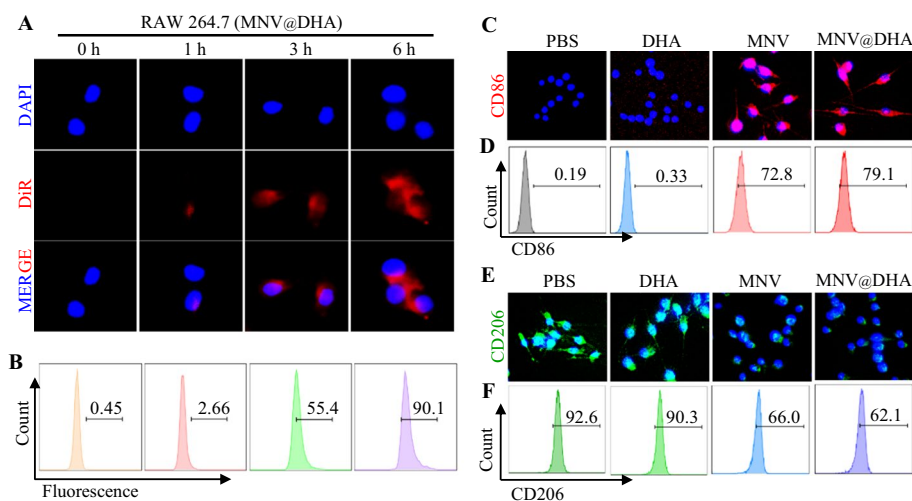 A
RAW 264.7 (MNV@DHA)
0 h 1 h 3 h 6 h
DAPI
DiR
MERGE
B
Count
0.45 2.66 55.4 90.1
Fluorescence
C
PBS DHA MNV MNV@DHA
CD86
D
Count
0.19 0.33 72.8 79.1
CD86
E
PBS DHA MNV MNV@DHA
CD206
F
Count
92.6 90.3 66.0 62.1
CD206